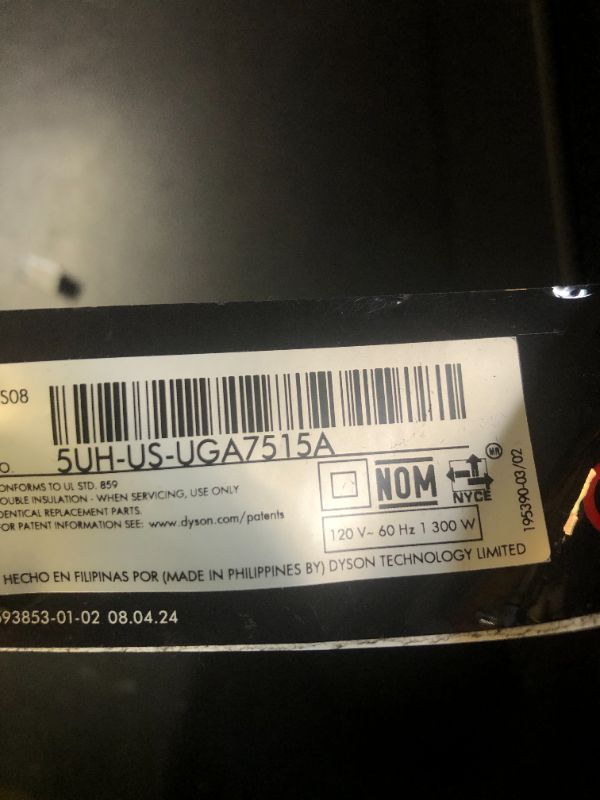 S08
O. 5UH-US-UGA7515A
ONFORMS TO UL STD. 859
OUBLE INSULATION - WHEN SERVICING, USE ONLY
DENTICAL REPLACEMENT PARTS.
OR PATENT INFORMATION SEE: www.dyson.com/patents
NOM
NYCE
MR
120 V~ 60 Hz 1 300 W
195390-03/02
HECHO EN FILIPINAS POR (MADE IN PHILIPPINES BY) DYSON TECHNOLOGY LIMITED
93853-01-02 08.04.24